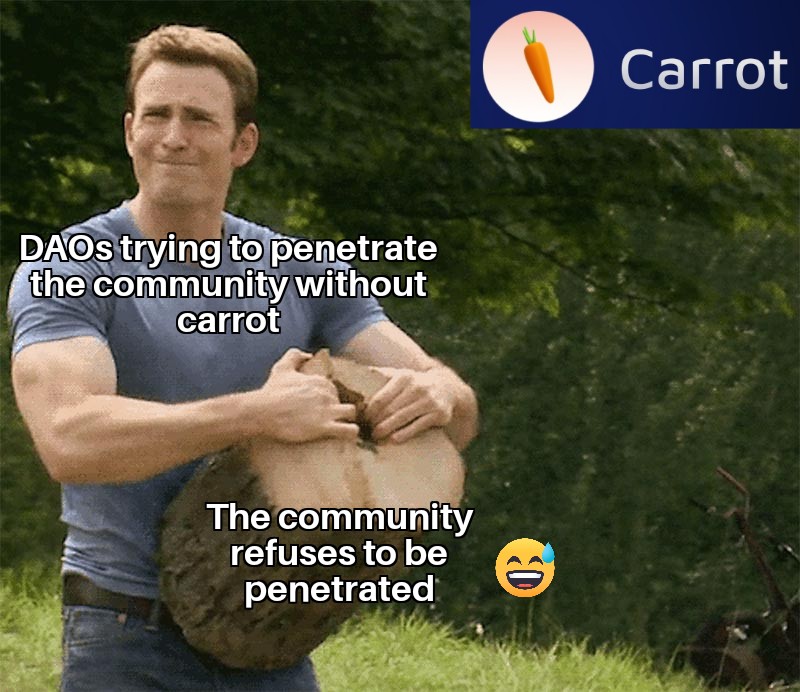 Carrot
DAOs trying to penetrate
the community without
carrot
The community
refuses to be
penetrated